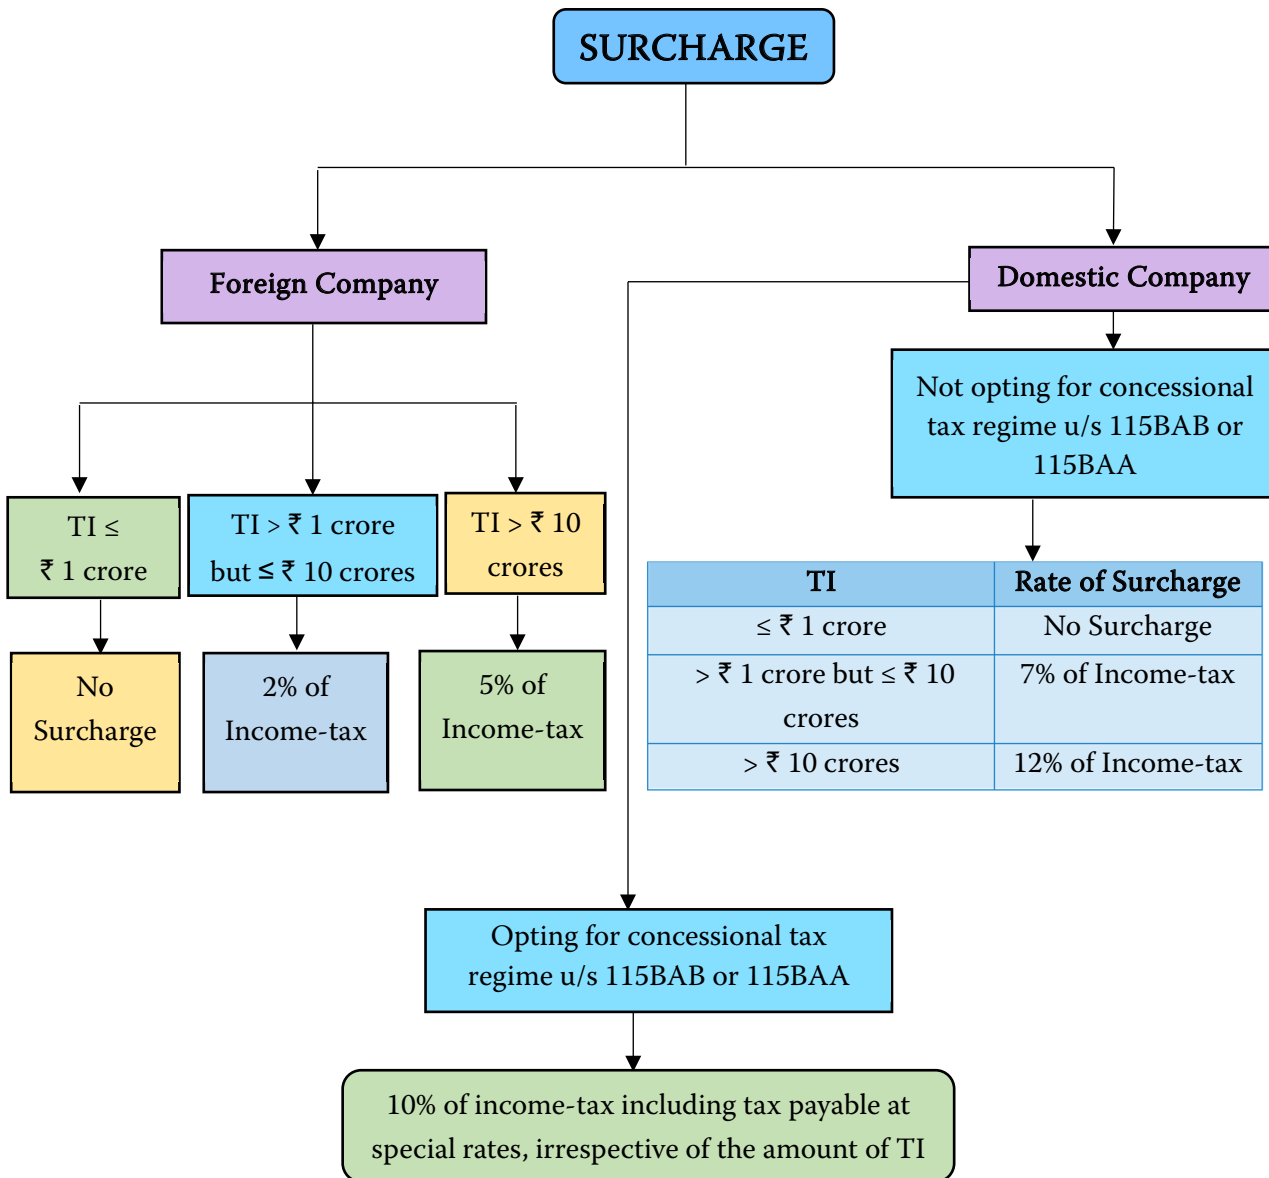 SURCHARGE
Foreign Company
Domestic Company
Not opting for concessional
tax regime u/s 115BAB or
115BAA
TI ≤
₹ 1 crore
TI > ₹ 1 crore
but ≤ ₹ 10 crores
TI > ₹ 10
crores
No
Surcharge
2% of
Income-tax
5% of
Income-tax
TI Rate of Surcharge
≤ ₹ 1 crore No Surcharge
> ₹ 1 crore but ≤ ₹ 10 7% of Income-tax
crores
> ₹ 10 crores 12% of Income-tax
Opting for concessional tax
regime u/s 115BAB or 115BAA
10% of income-tax including tax payable at
special rates, irrespective of the amount of TI